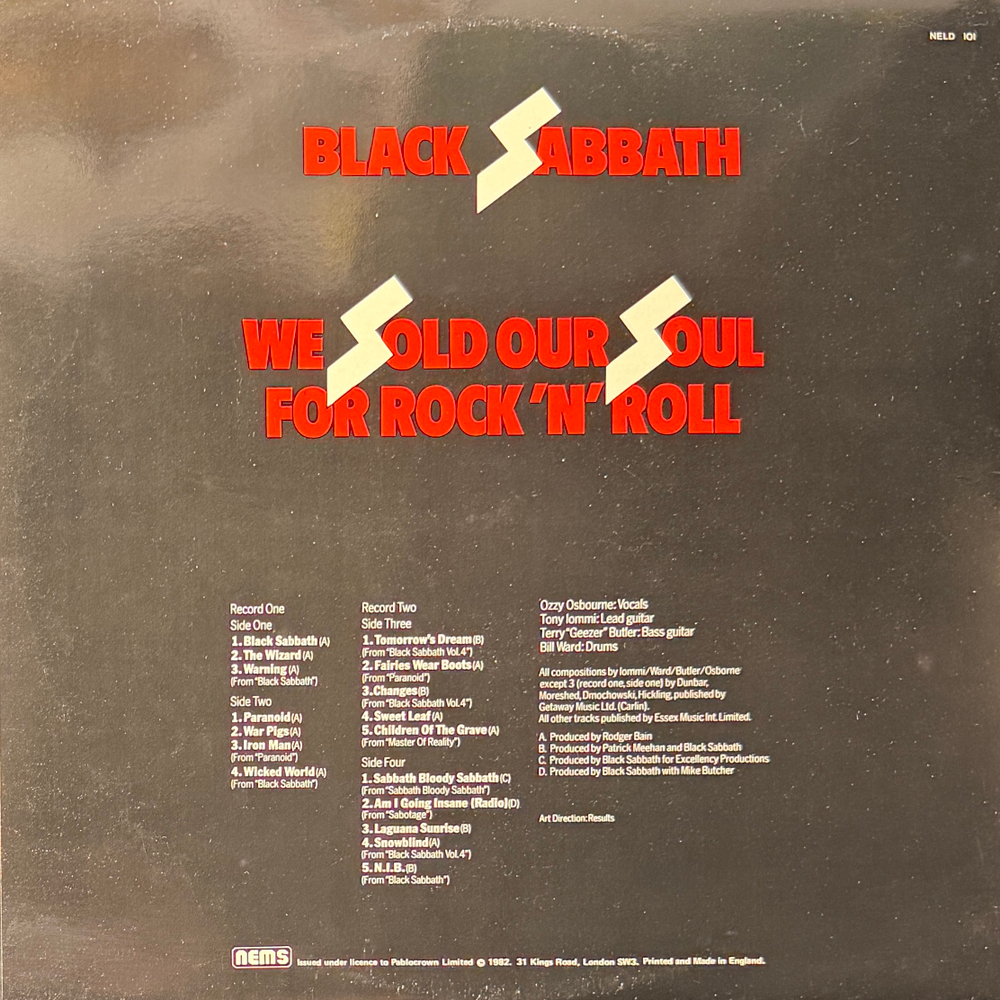 NELD 101
BLACK SABBATH
WE SOLD OUR SOUL
FOR ROCK 'N' ROLL
Record One
Side One
1. Black Sabbath (A)
2. The Wizard (A)
3. Warning (A)
(From "Black Sabbath")
Side Two
1. Paranoid (A)
2. War Pigs (A)
3. Iron Man (A)
(From "Paranoid")
4. Wicked World (A)
(From "Black Sabbath")
Record Two
Side Three
1. Tomorrow's Dream (B)
(From "Black Sabbath Vol.4")
2. Fairies Wear Boots (A)
(From "Paranoid")
3. Changes (B)
(From "Black Sabbath Vol.4")
4. Sweet Leaf (A)
5. Children Of The Grave (A)
(From "Master Of Reality")
Side Four
1. Sabbath Bloody Sabbath (C)
(From "Sabbath Bloody Sabbath")
2. Am I Going Insane (Radio) (D)
(From "Sabotage")
3. Laguana Sunrise (B)
4. Snowblind (A)
(From "Black Sabbath Vol.4")
5. N.I.B. (B)
(From "Black Sabbath")
Ozzy Osbourne: Vocals
Tony Iommi: Lead guitar
Terry "Geezer" Butler: Bass guitar
Bill Ward: Drums
All compositions by Iommi/Ward/Butler/Osborne
except 3 (record one, side one) by Dunbar,
Moreshed, Dmochowski, Hickling, published by
Getaway Music Ltd. (Carlin).
All other tracks published by Essex Music Int. Limited.
A. Produced by Rodger Bain
B. Produced by Patrick Meehan and Black Sabbath
C. Produced by Black Sabbath for Excellency Productions
D. Produced by Black Sabbath with Mike Butcher
Art Direction: Results
nems Issued under licence to Pablocrown Limited © 1982. 31 Kings Road, London SW3. Printed and Made in England.